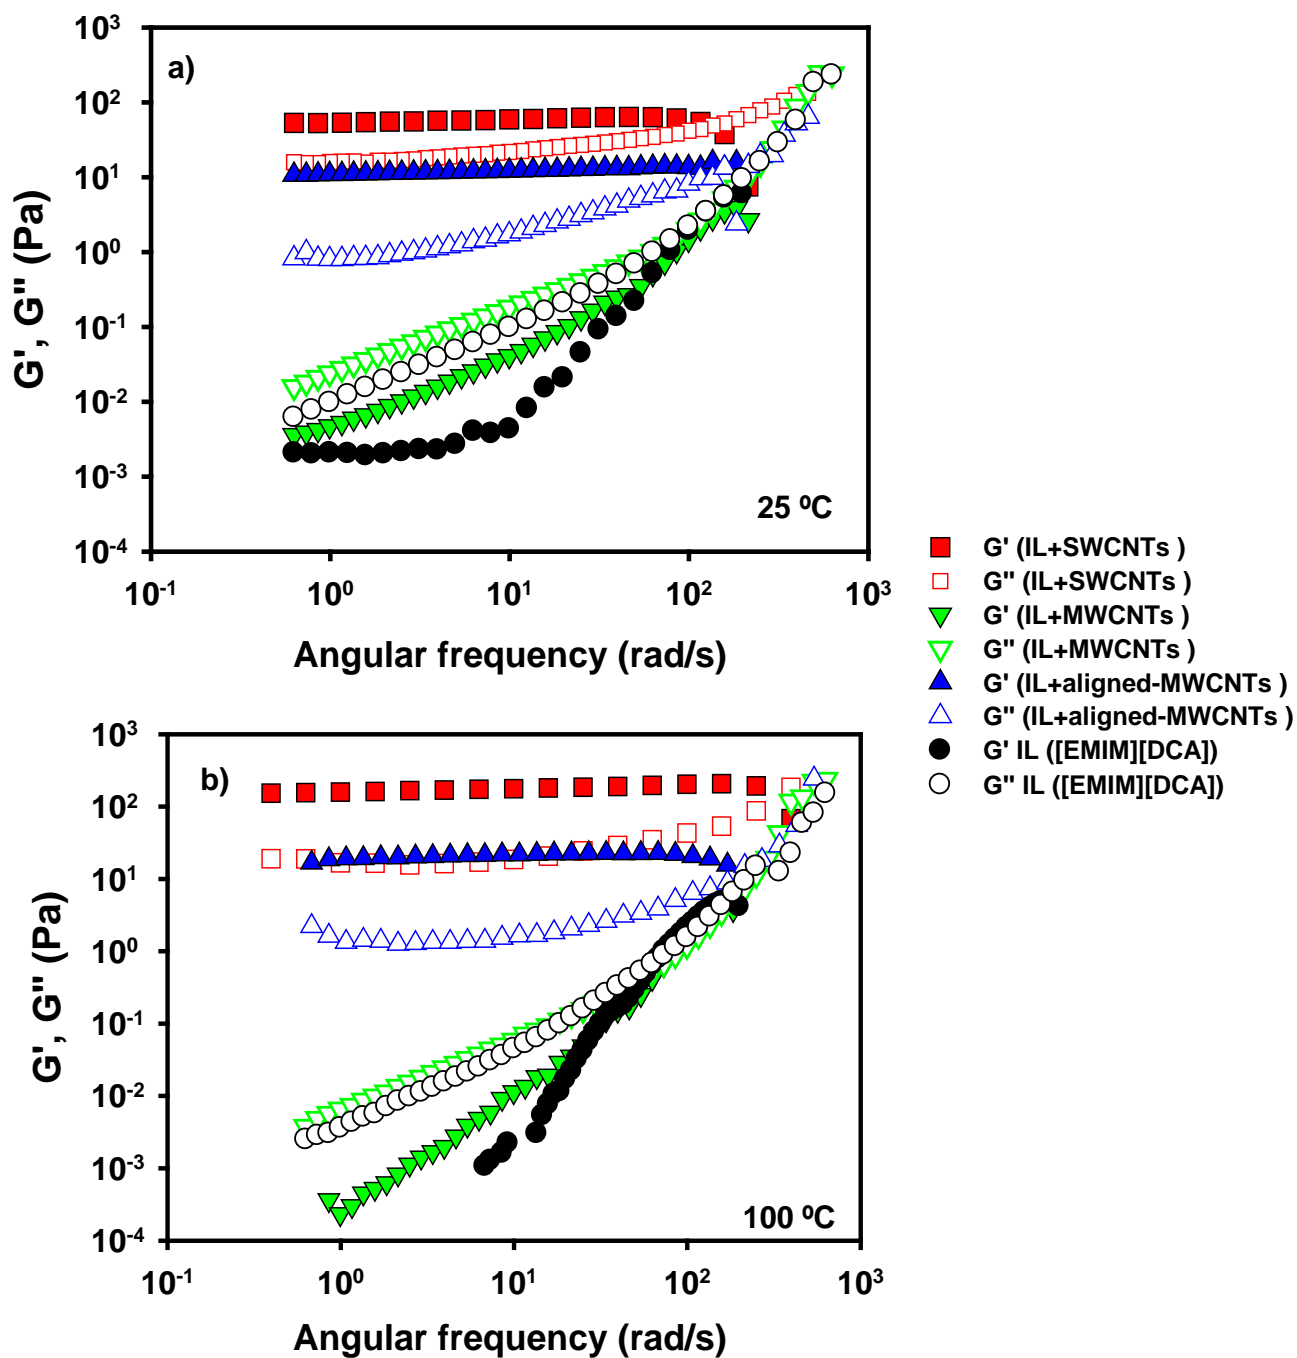 10³
a)
10²
10¹
10⁰
10⁻¹
10⁻²
10⁻³
10⁻⁴
G', G'' (Pa)
25 ºC
10⁻¹ 10⁰ 10¹ 10² 10³
Angular frequency (rad/s)
G' (IL+SWCNTs )
G'' (IL+SWCNTs )
G' (IL+MWCNTs )
G'' (IL+MWCNTs )
G' (IL+aligned-MWCNTs )
G'' (IL+aligned-MWCNTs )
G' IL ([EMIM][DCA])
G'' IL ([EMIM][DCA])
10³
b)
10²
10¹
10⁰
10⁻¹
10⁻²
10⁻³
10⁻⁴
G', G'' (Pa)
100 ºC
10⁻¹ 10⁰ 10¹ 10² 10³
Angular frequency (rad/s)